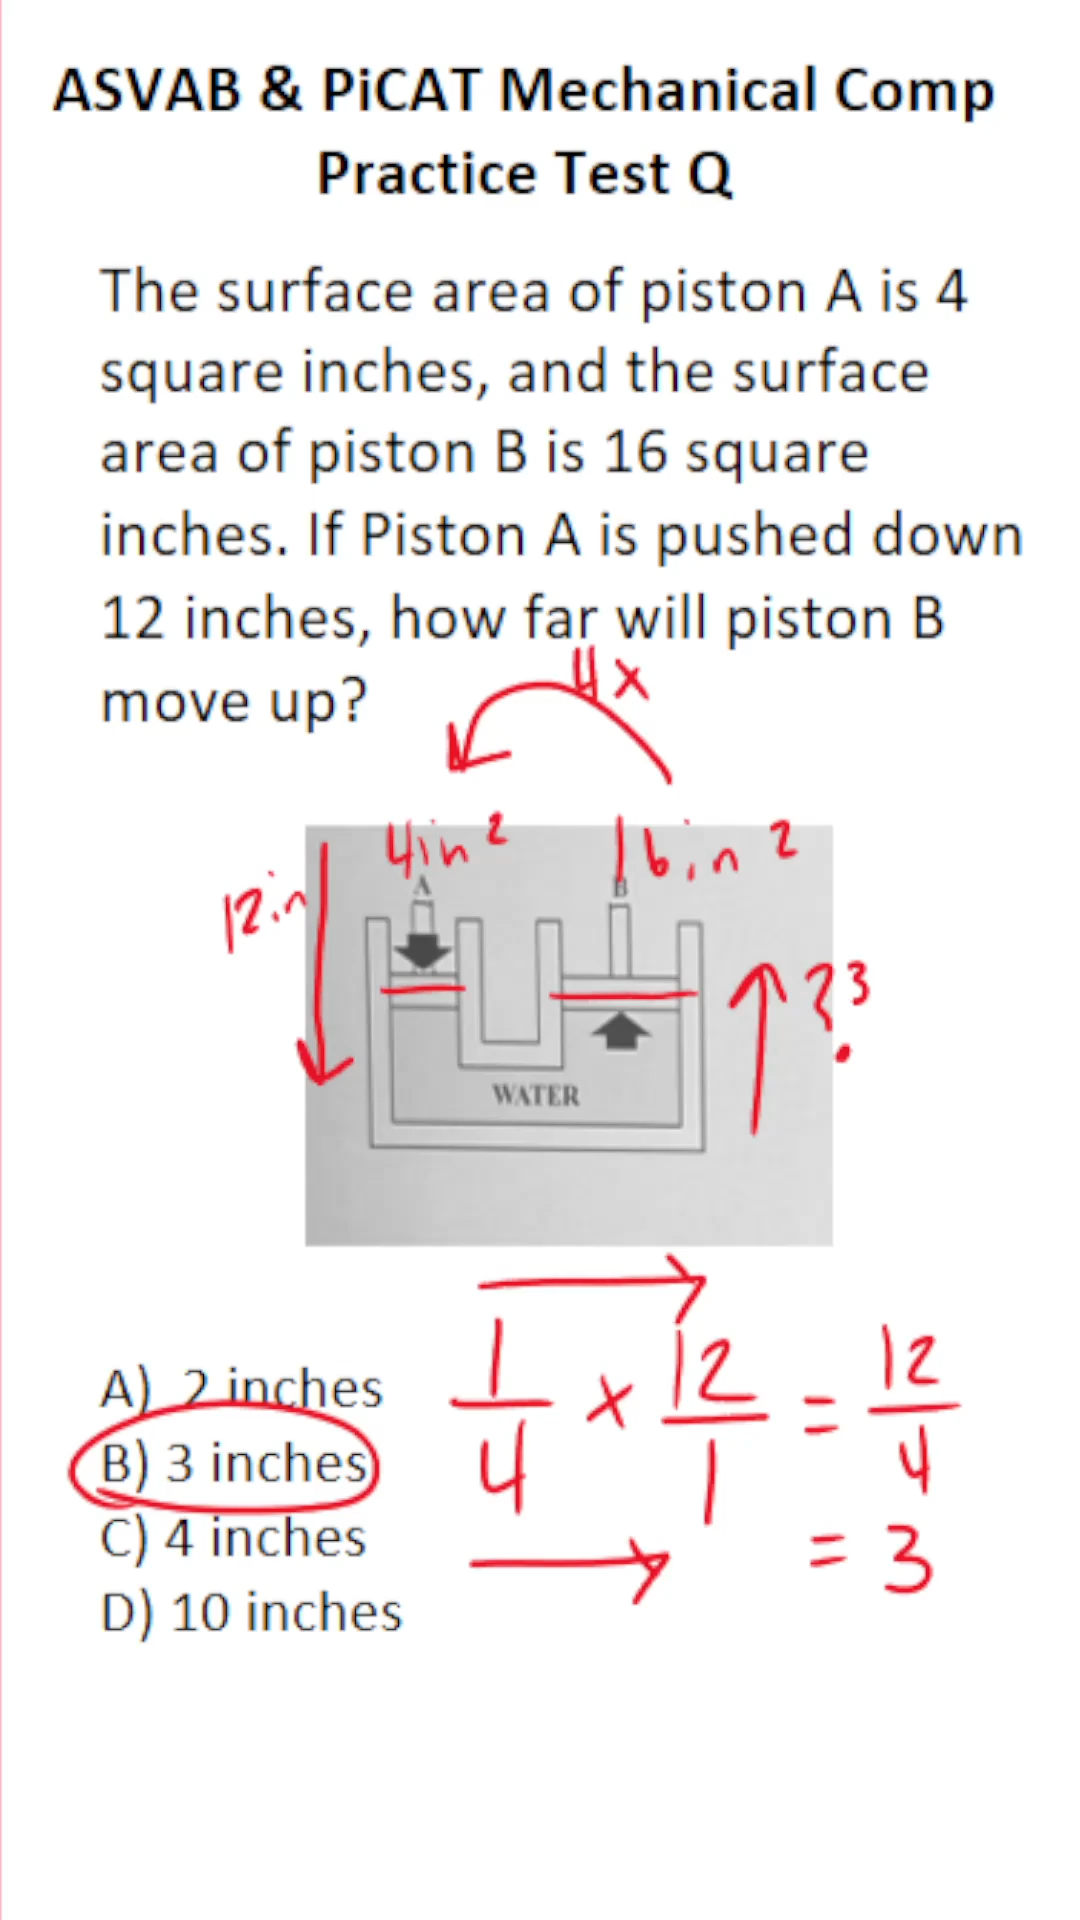 ASVAB & PiCAT Mechanical Comp
Practice Test Q
The surface area of piston A is 4
square inches, and the surface
area of piston B is 16 square
inches. If Piston A is pushed down
12 inches, how far will piston B
move up?
4x
4in² 16in²
12in
A B
? 3
WATER
A) 2 inches
B) 3 inches
C) 4 inches
D) 10 inches
1/4 × 12/1 = 12/4
= 3